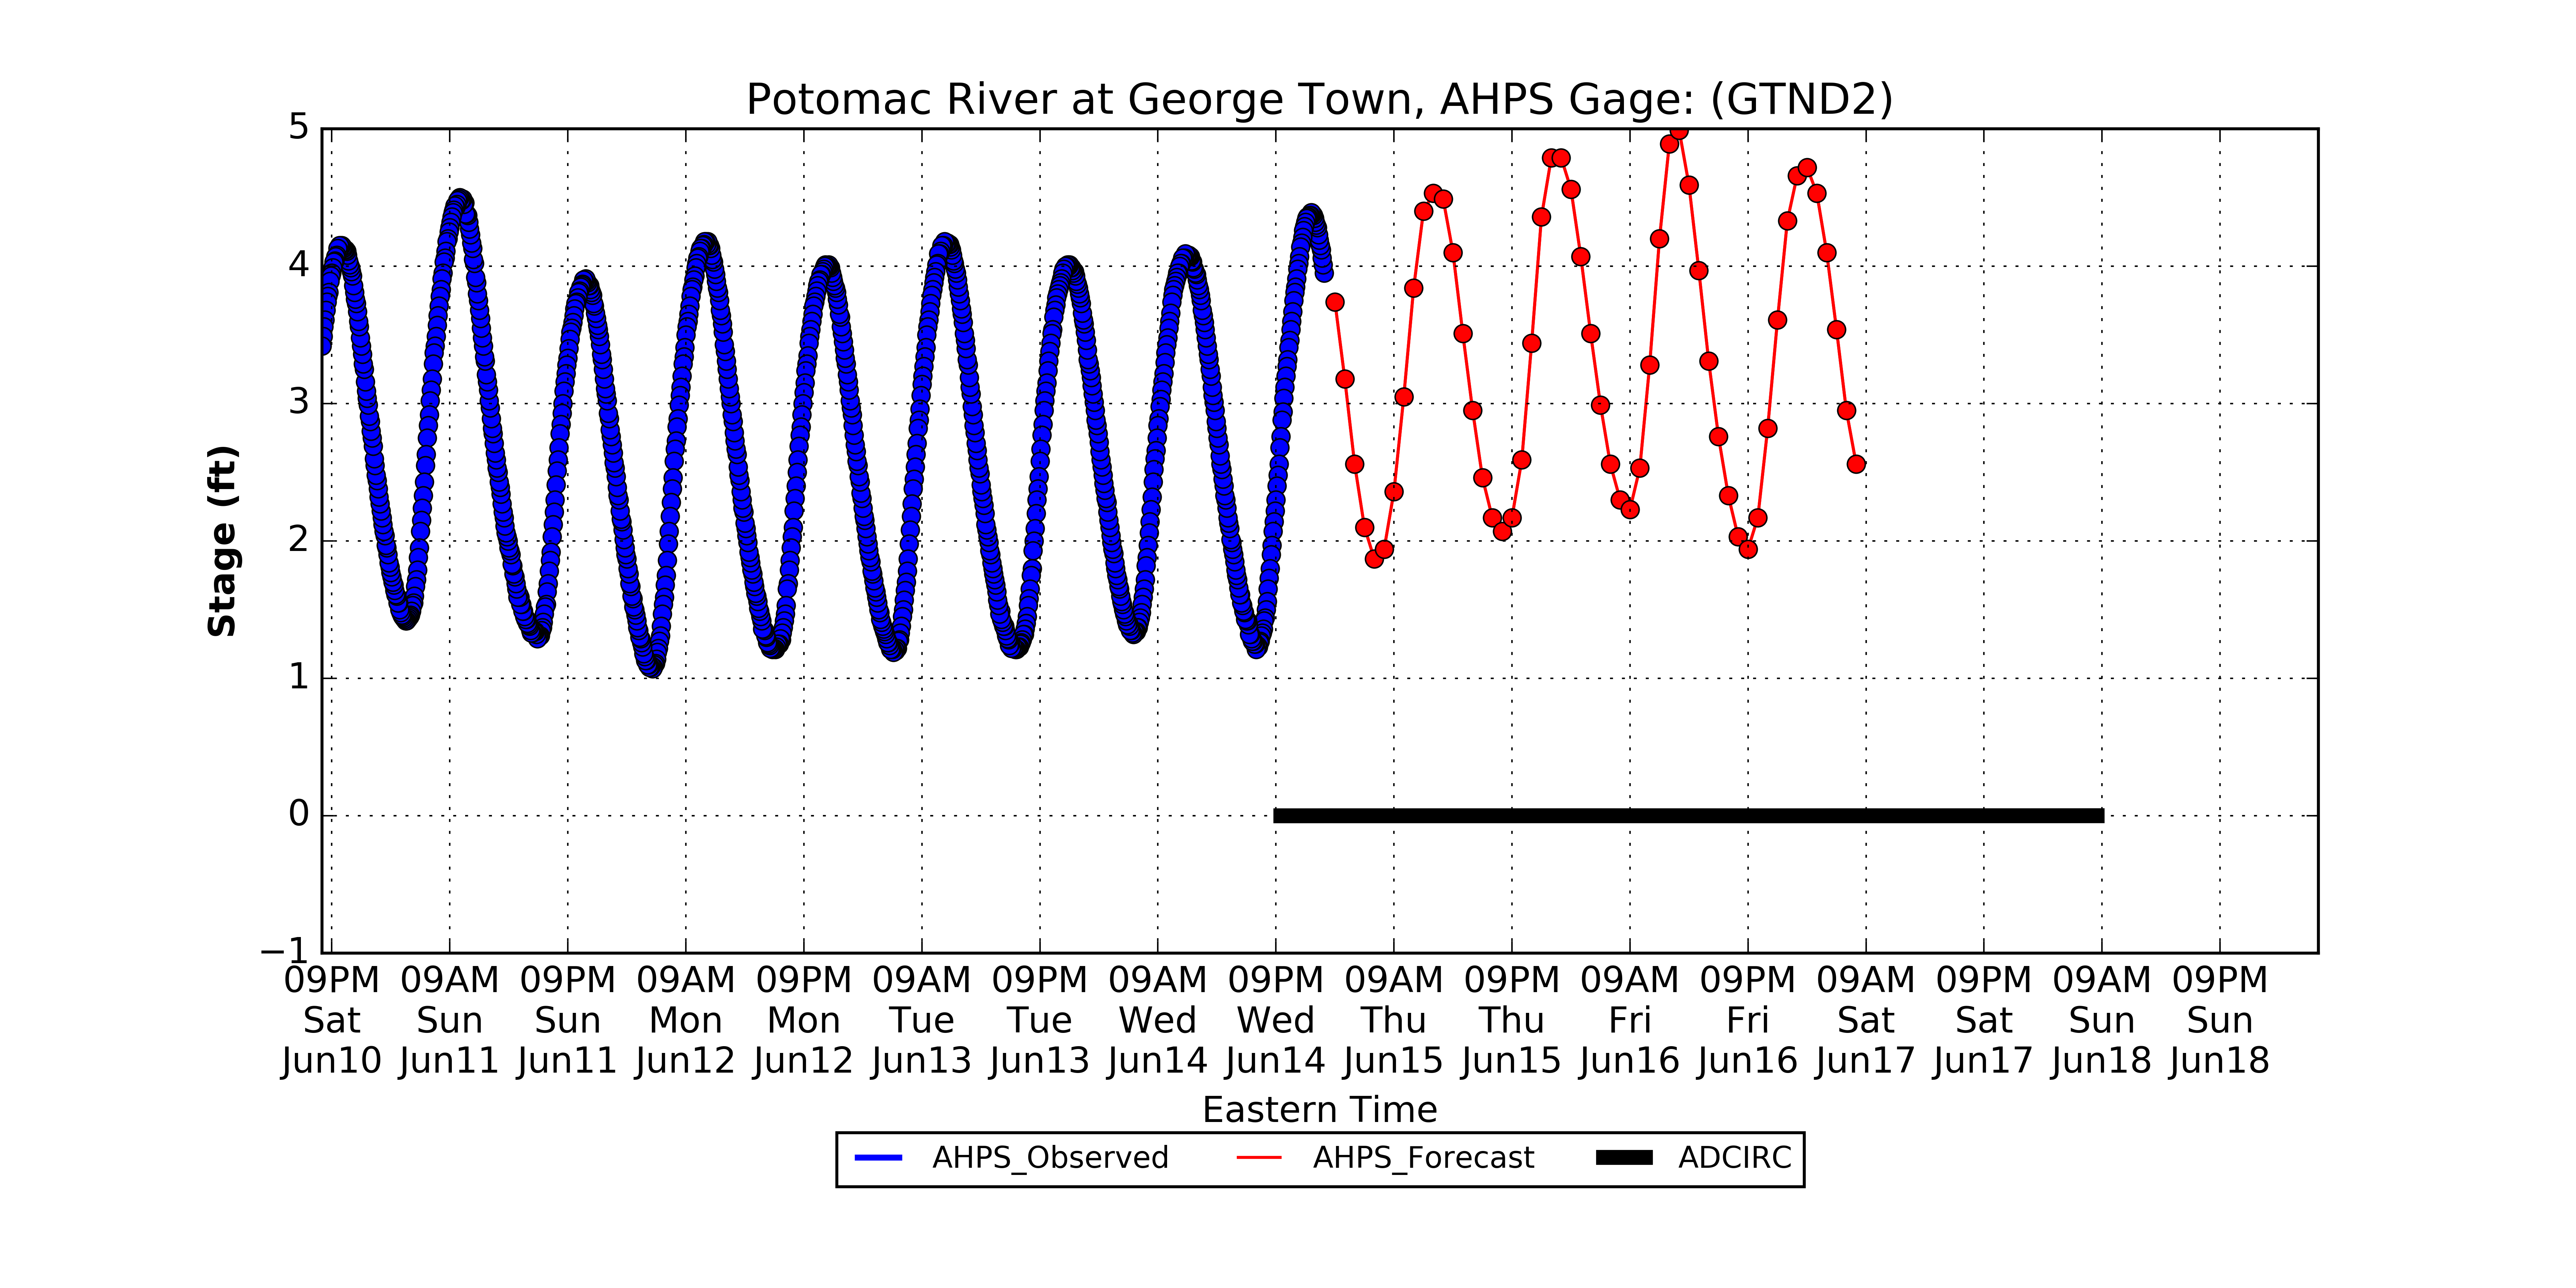 Potomac River at George Town, AHPS Gage: (GTND2)
Stage (ft)
5
4
3
2
1
0
−1
09PM 09AM 09PM 09AM 09PM 09AM 09PM 09AM 09PM 09AM 09PM 09AM 09PM 09AM 09PM 09AM 09PM
Sat Sun Sun Mon Mon Tue Tue Wed Wed Thu Thu Fri Fri Sat Sat Sun Sun
Jun10 Jun11 Jun11 Jun12 Jun12 Jun13 Jun13 Jun14 Jun14 Jun15 Jun15 Jun16 Jun16 Jun17 Jun17 Jun18 Jun18
Eastern Time
AHPS_Observed AHPS_Forecast ADCIRC